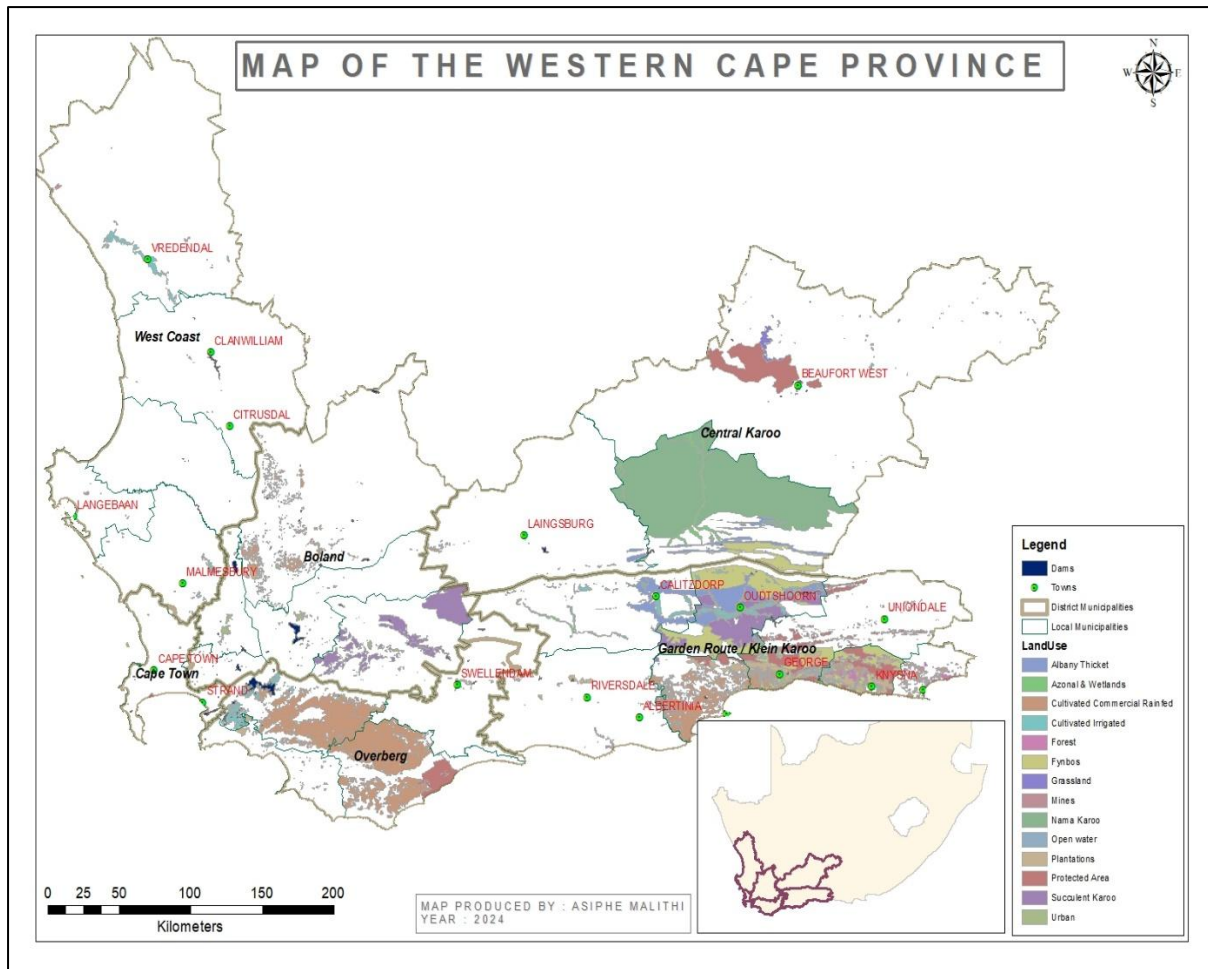 MAP OF THE WESTERN CAPE PROVINCE
N
W E
S
VREDENDAL
West Coast
CLANWILLIAM
CITRUSDAL
BEAUFORT WEST
Central Karoo
LANGEBAAN
LAINGSBURG
Boland
MALMESBURY
CALITZDORP
OUDTSHOORN
UNIONDALE
Garden Route / Klein Karoo
GEORGE
CAPE TOWN
Cape Town
STRAND
SWELLENDAM
RIVERSDALE
KNYSNA
ALBERTINIA
Overberg
Legend
Dams
Towns
District Municipalities
Local Municipalities
LandUse
Albany Thicket
Azonal & Wetlands
Cultivated Commercial Rainfed
Cultivated Irrigated
Forest
Fynbos
Grassland
Mines
Nama Karoo
Open water
Plantations
Protected Area
Succulent Karoo
Urban
0 25 50 100 150 200
Kilometers
MAP PRODUCED BY : ASIPHE MALITHI
YEAR : 2024